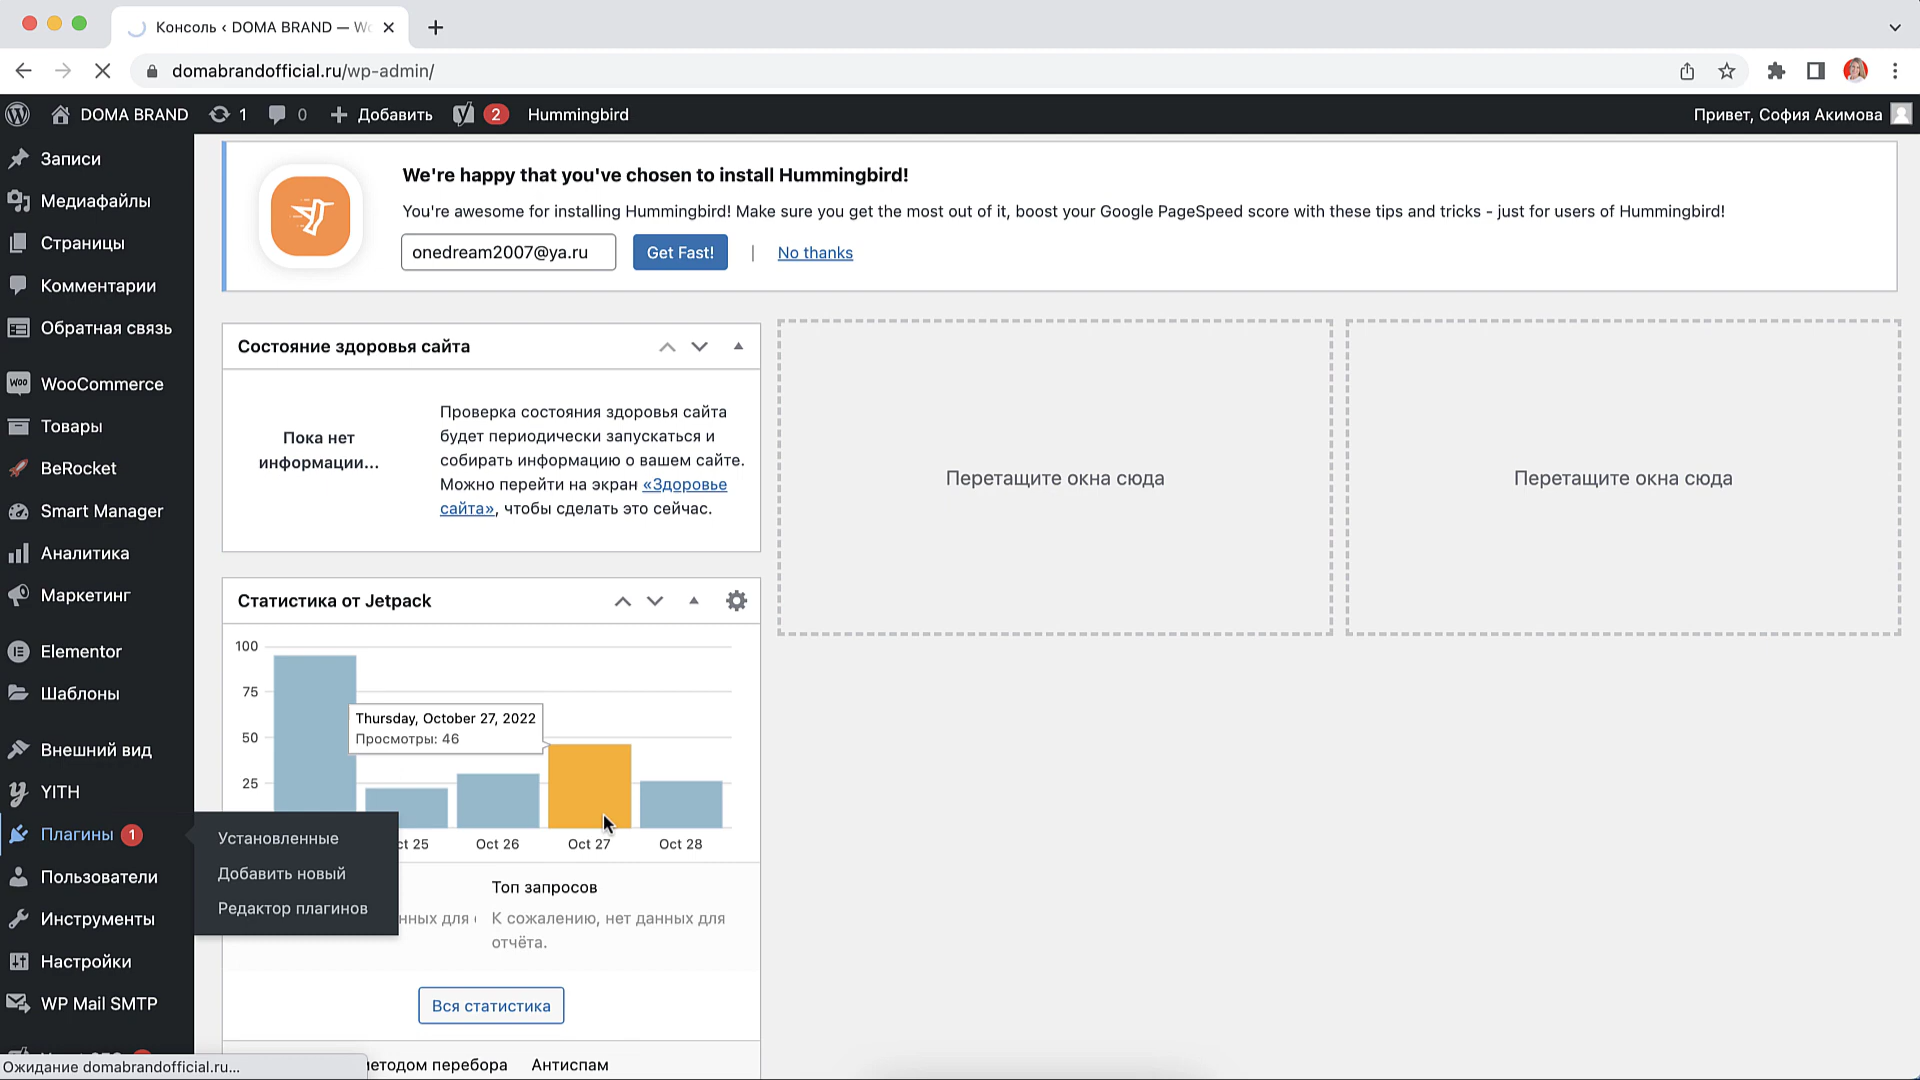 Консоль ‹ DOMA BRAND — Wo
domabrandofficial.ru/wp-admin/
DOMA BRAND 1 0 Добавить 2 Hummingbird Привет, София Акимова
Записи
Медиафайлы
Страницы
Комментарии
Обратная связь
WOO WooCommerce
Товары
BeRocket
Smart Manager
Аналитика
Маркетинг
Elementor
Шаблоны
Внешний вид
YITH
Плагины 1
Пользователи
Инструменты
Настройки
WP Mail SMTP
Установленные
Добавить новый
Редактор плагинов
We're happy that you've chosen to install Hummingbird!
You're awesome for installing Hummingbird! Make sure you get the most out of it, boost your Google PageSpeed score with these tips and tricks - just for users of Hummingbird!
onedream2007@ya.ru Get Fast! | No thanks
Состояние здоровья сайта
Пока нет
информации...
Проверка состояния здоровья сайта
будет периодически запускаться и
собирать информацию о вашем сайте.
Можно перейти на экран «Здоровье
сайта», чтобы сделать это сейчас.
Перетащите окна сюда
Перетащите окна сюда
Статистика от Jetpack
100
75
50
25
Thursday, October 27, 2022
Просмотры: 46
ct 25 Oct 26 Oct 27 Oct 28
Топ запросов
нных для
К сожалению, нет данных для
отчёта.
Вся статистика
методом перебора Антиспам
Ожидание domabrandofficial.ru...